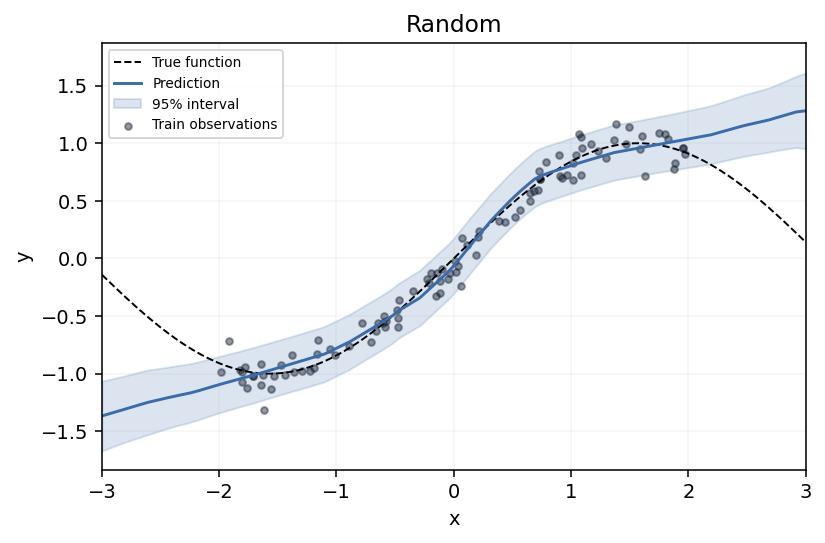 Random
True function
Prediction
95% interval
Train observations
1.5
1.0
0.5
0.0
−0.5
−1.0
−1.5
y
−3 −2 −1 0 1 2 3
x